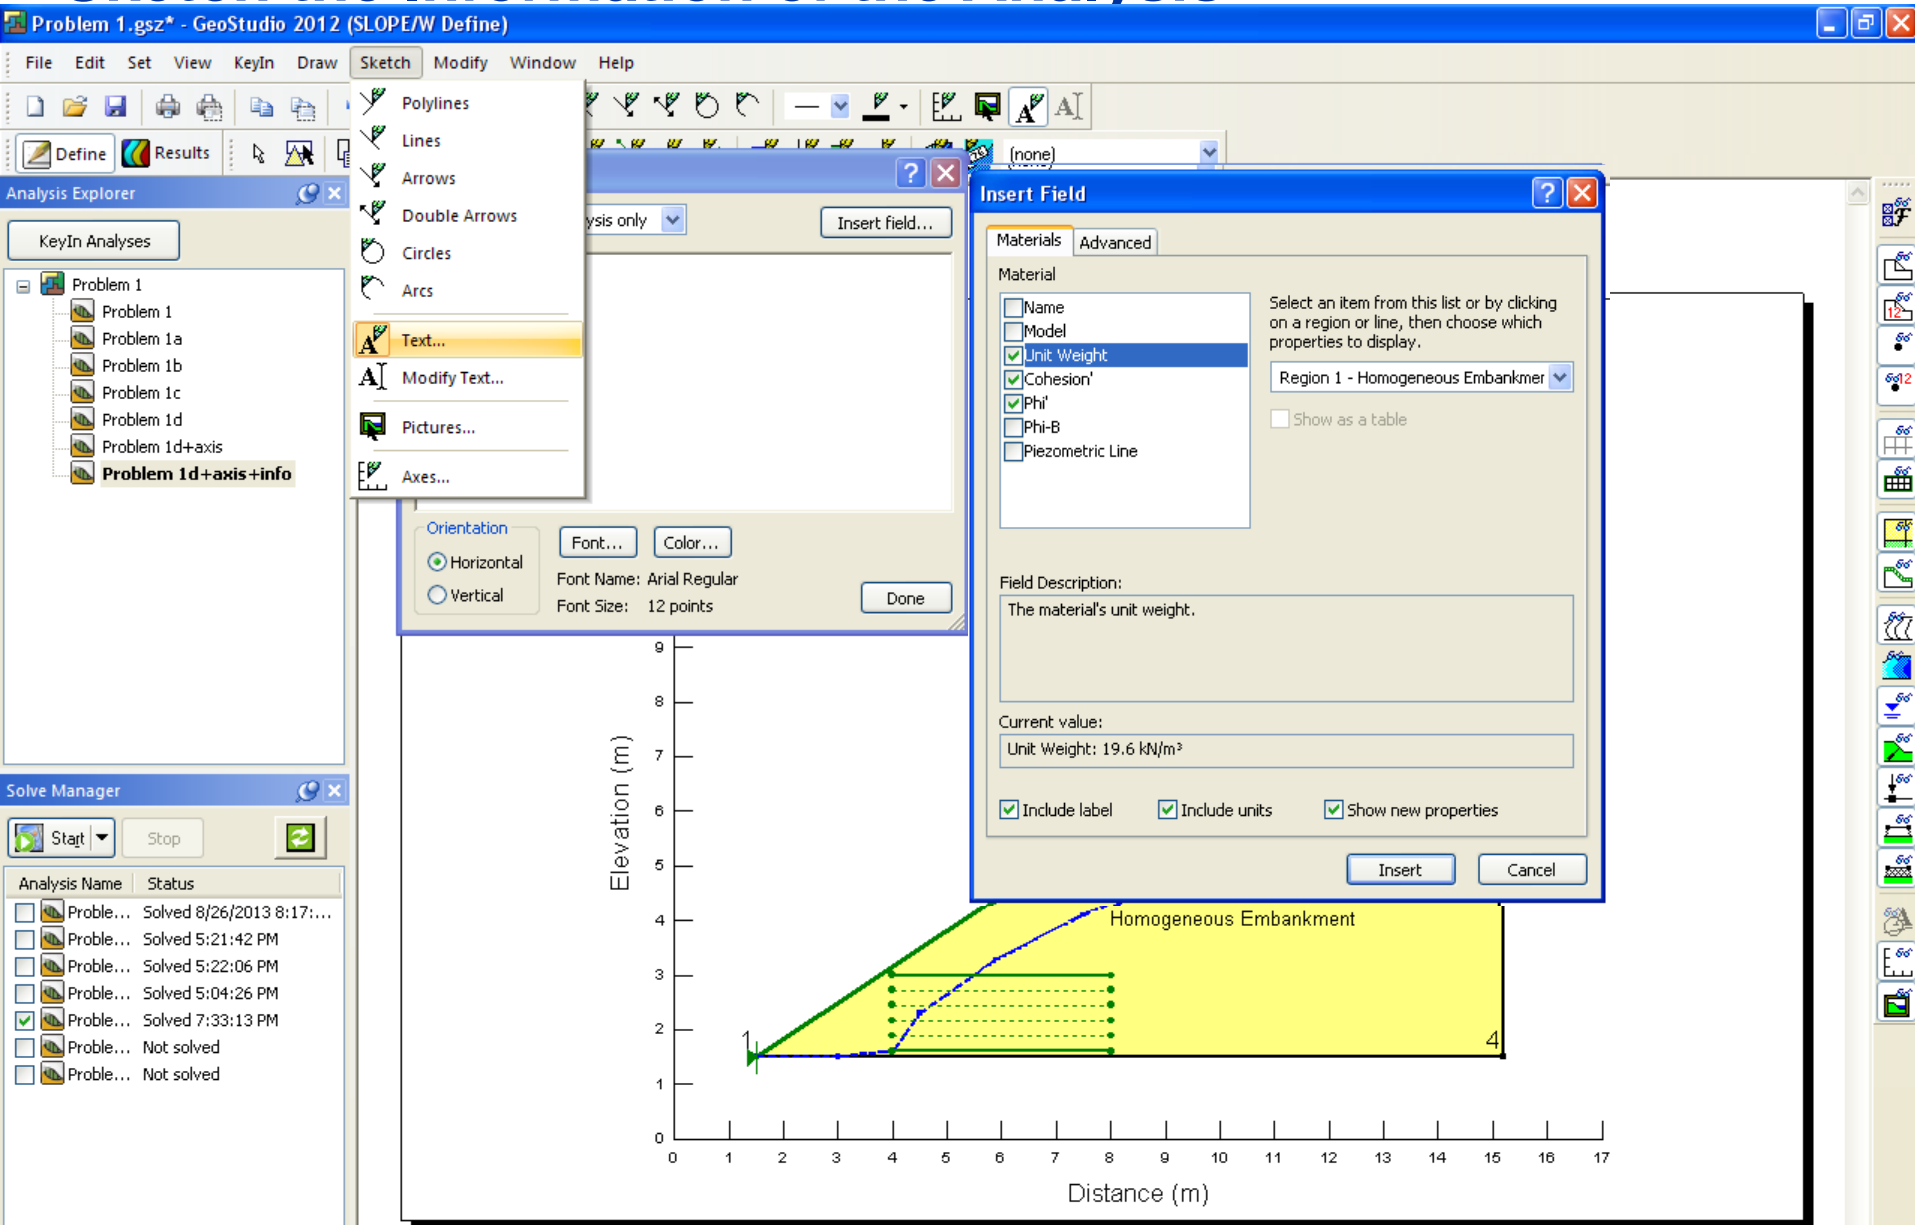 Sketch the Information of the Analysis
Problem 1.gsz* - GeoStudio 2012 (SLOPE/W Define)
File Edit Set View KeyIn Draw Sketch Modify Window Help
Define Results
(none)
Analysis Explorer
KeyIn Analyses
Problem 1
Problem 1
Problem 1a
Problem 1b
Problem 1c
Problem 1d
Problem 1d+axis
Problem 1d+axis+info
Polylines
Lines
Arrows
Double Arrows
Circles
Arcs
Text...
Modify Text...
Pictures...
Axes...
ysis only
Insert field...
Orientation
Horizontal
Vertical
Font... Color...
Font Name: Arial Regular
Font Size: 12 points
Done
Insert Field
Materials Advanced
Material
Name
Model
Unit Weight
Cohesion'
Phi'
Phi-B
Piezometric Line
Select an item from this list or by clicking
on a region or line, then choose which
properties to display.
Region 1 - Homogeneous Embankmer
Show as a table
Field Description:
The material's unit weight.
Current value:
Unit Weight: 19.6 kN/m³
Include label Include units Show new properties
Insert Cancel
Solve Manager
Start Stop
Analysis Name Status
Proble... Solved 8/26/2013 8:17:...
Proble... Solved 5:21:42 PM
Proble... Solved 5:22:06 PM
Proble... Solved 5:04:26 PM
Proble... Solved 7:33:13 PM
Proble... Not solved
Proble... Not solved
Elevation (m)
9
8
7
6
5
4
3
2
1
0
Homogeneous Embankment
1
4
0 1 2 3 4 5 6 7 8 9 10 11 12 13 14 15 16 17
Distance (m)
12
12